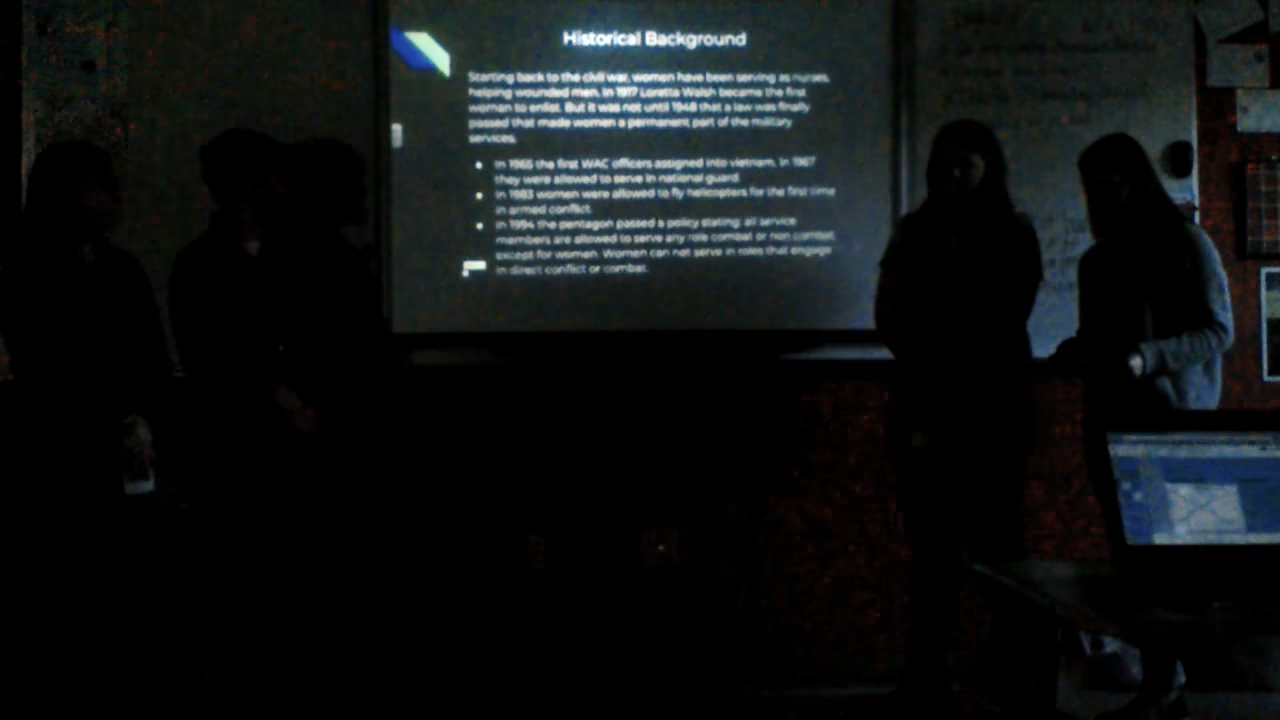 Historical Background
Starting back to the civil war, women have been serving as nurses,
helping wounded men. In 1917 Loretta Walsh became the first
woman to enlist. But it was not until 1948 that a law was finally
passed that made women a permanent part of the military
services.
In 1965 the first WAC officers assigned into vietnam. In 1967
they were allowed to serve in national guard.
In 1983 women were allowed to fly helicopters for the first time
in armed conflict.
In 1994 the pentagon passed a policy stating: all service
members are allowed to serve any role combat or non combat
except for women. Women can not serve in roles that engage
in direct conflict or combat.